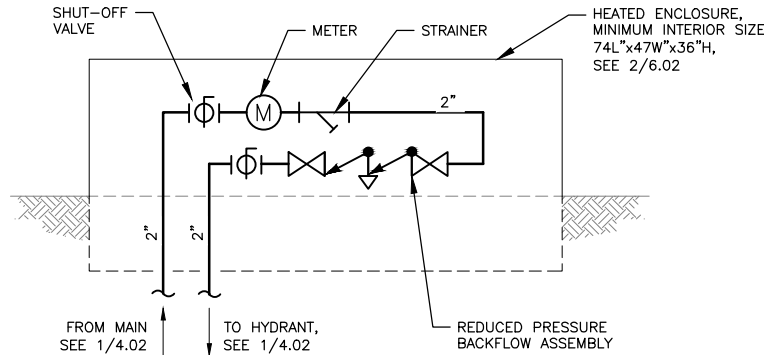 SHUT-OFF
VALVE
METER
STRAINER
HEATED ENCLOSURE,
MINIMUM INTERIOR SIZE
74L"x47W"x36"H,
SEE 2/6.02
M
2"
2"
2"
FROM MAIN
SEE 1/4.02
TO HYDRANT,
SEE 1/4.02
REDUCED PRESSURE
BACKFLOW ASSEMBLY